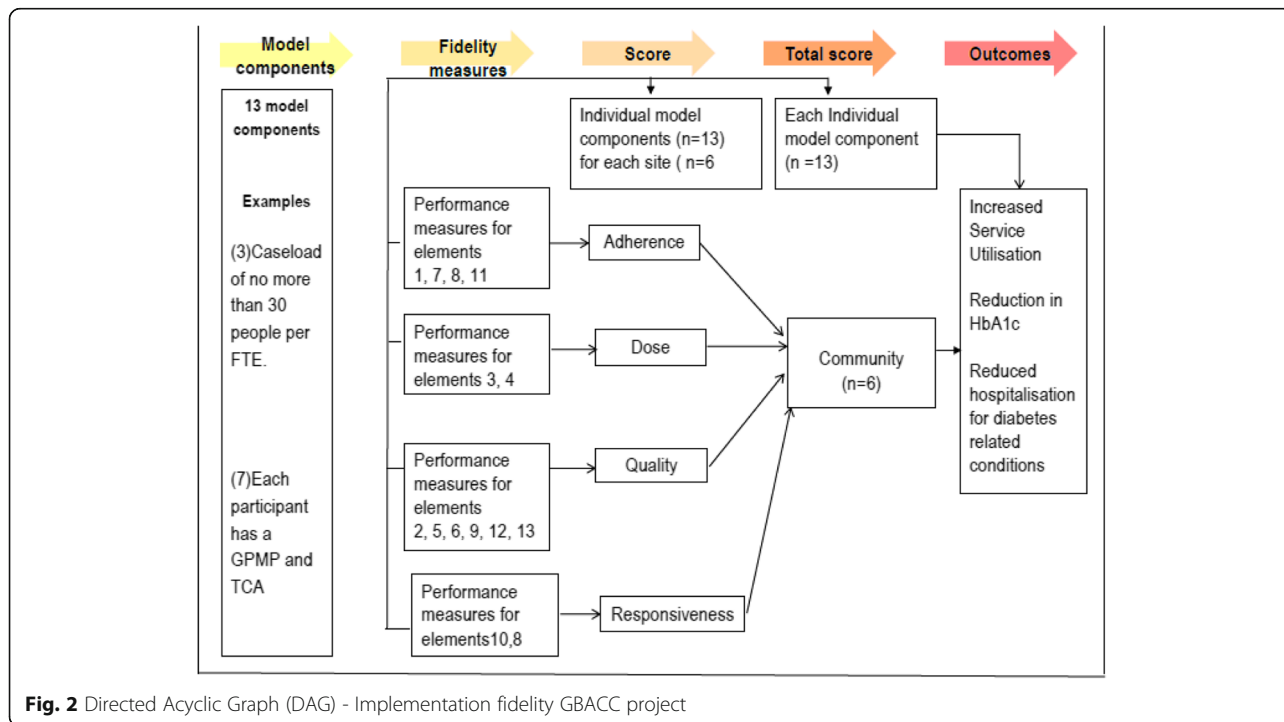 Model components
Fidelity measures
Score
Total score
Outcomes
13 model
components
Examples
(3)Caseload
of no more
than 30
people per
FTE.
(7)Each
participant
has a
GPMP and
TCA
Individual model
components (n=13)
for each site ( n=6
Each Individual
model component
(n =13)
Performance
measures for
elements
1, 7, 8, 11
Adherence
Performance
measures for
elements 3, 4
Dose
Performance
measures for
elements
2, 5, 6, 9, 12, 13
Quality
Performance
measures for
elements10,8
Responsiveness
Community
(n=6)
Increased
Service
Utilisation
Reduction in
HbA1c
Reduced
hospitalisation
for diabetes
related
conditions
Fig. 2 Directed Acyclic Graph (DAG) - Implementation fidelity GBACC project